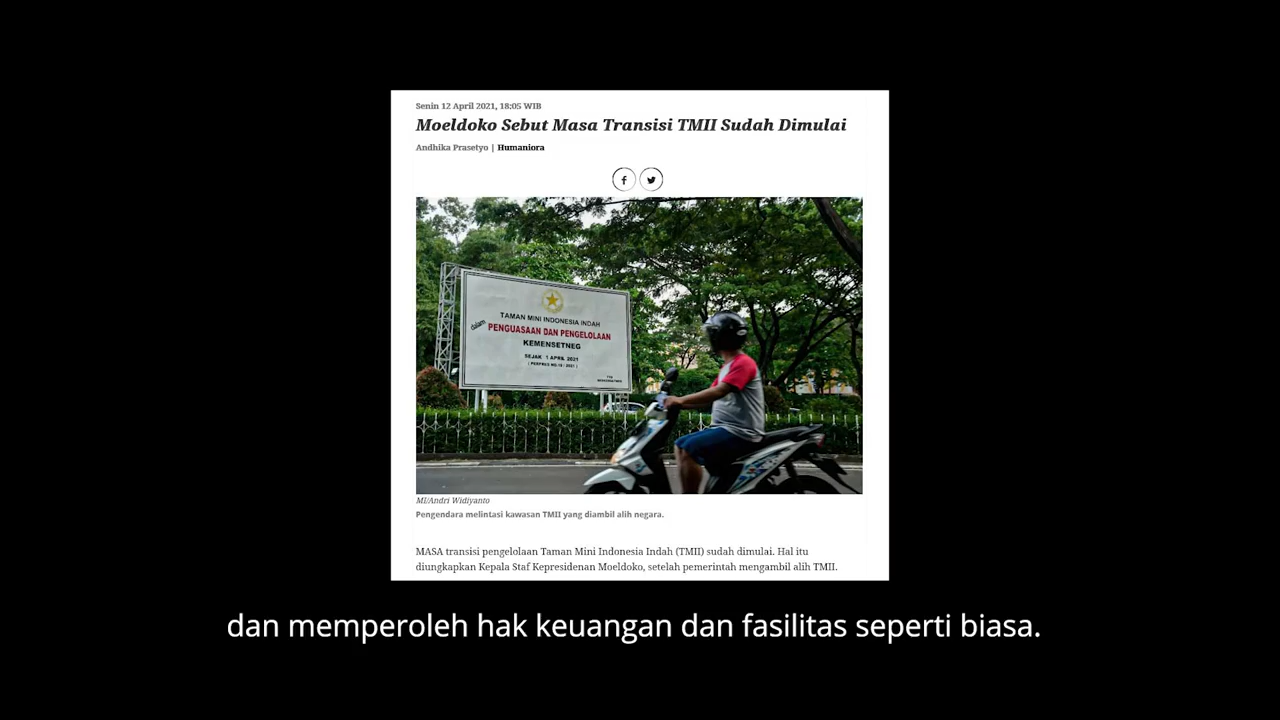 Senin 12 April 2021, 18:05 WIB
Moeldoko Sebut Masa Transisi TMII Sudah Dimulai
Andhika Prasetyo | Humaniora
TAMAN MINI INDONESIA INDAH
dalam PENGUASAAN DAN PENGELOLAAN
KEMENSETNEG
SEJAK 1 APRIL 2021
MI/Andri Widiyanto
Pengendara melintasi kawasan TMII yang diambil alih negara.
MASA transisi pengelolaan Taman Mini Indonesia Indah (TMII) sudah dimulai. Hal itu
diungkapkan Kepala Staf Kepresidenan Moeldoko, setelah pemerintah mengambil alih TMII.
dan memperoleh hak keuangan dan fasilitas seperti biasa.